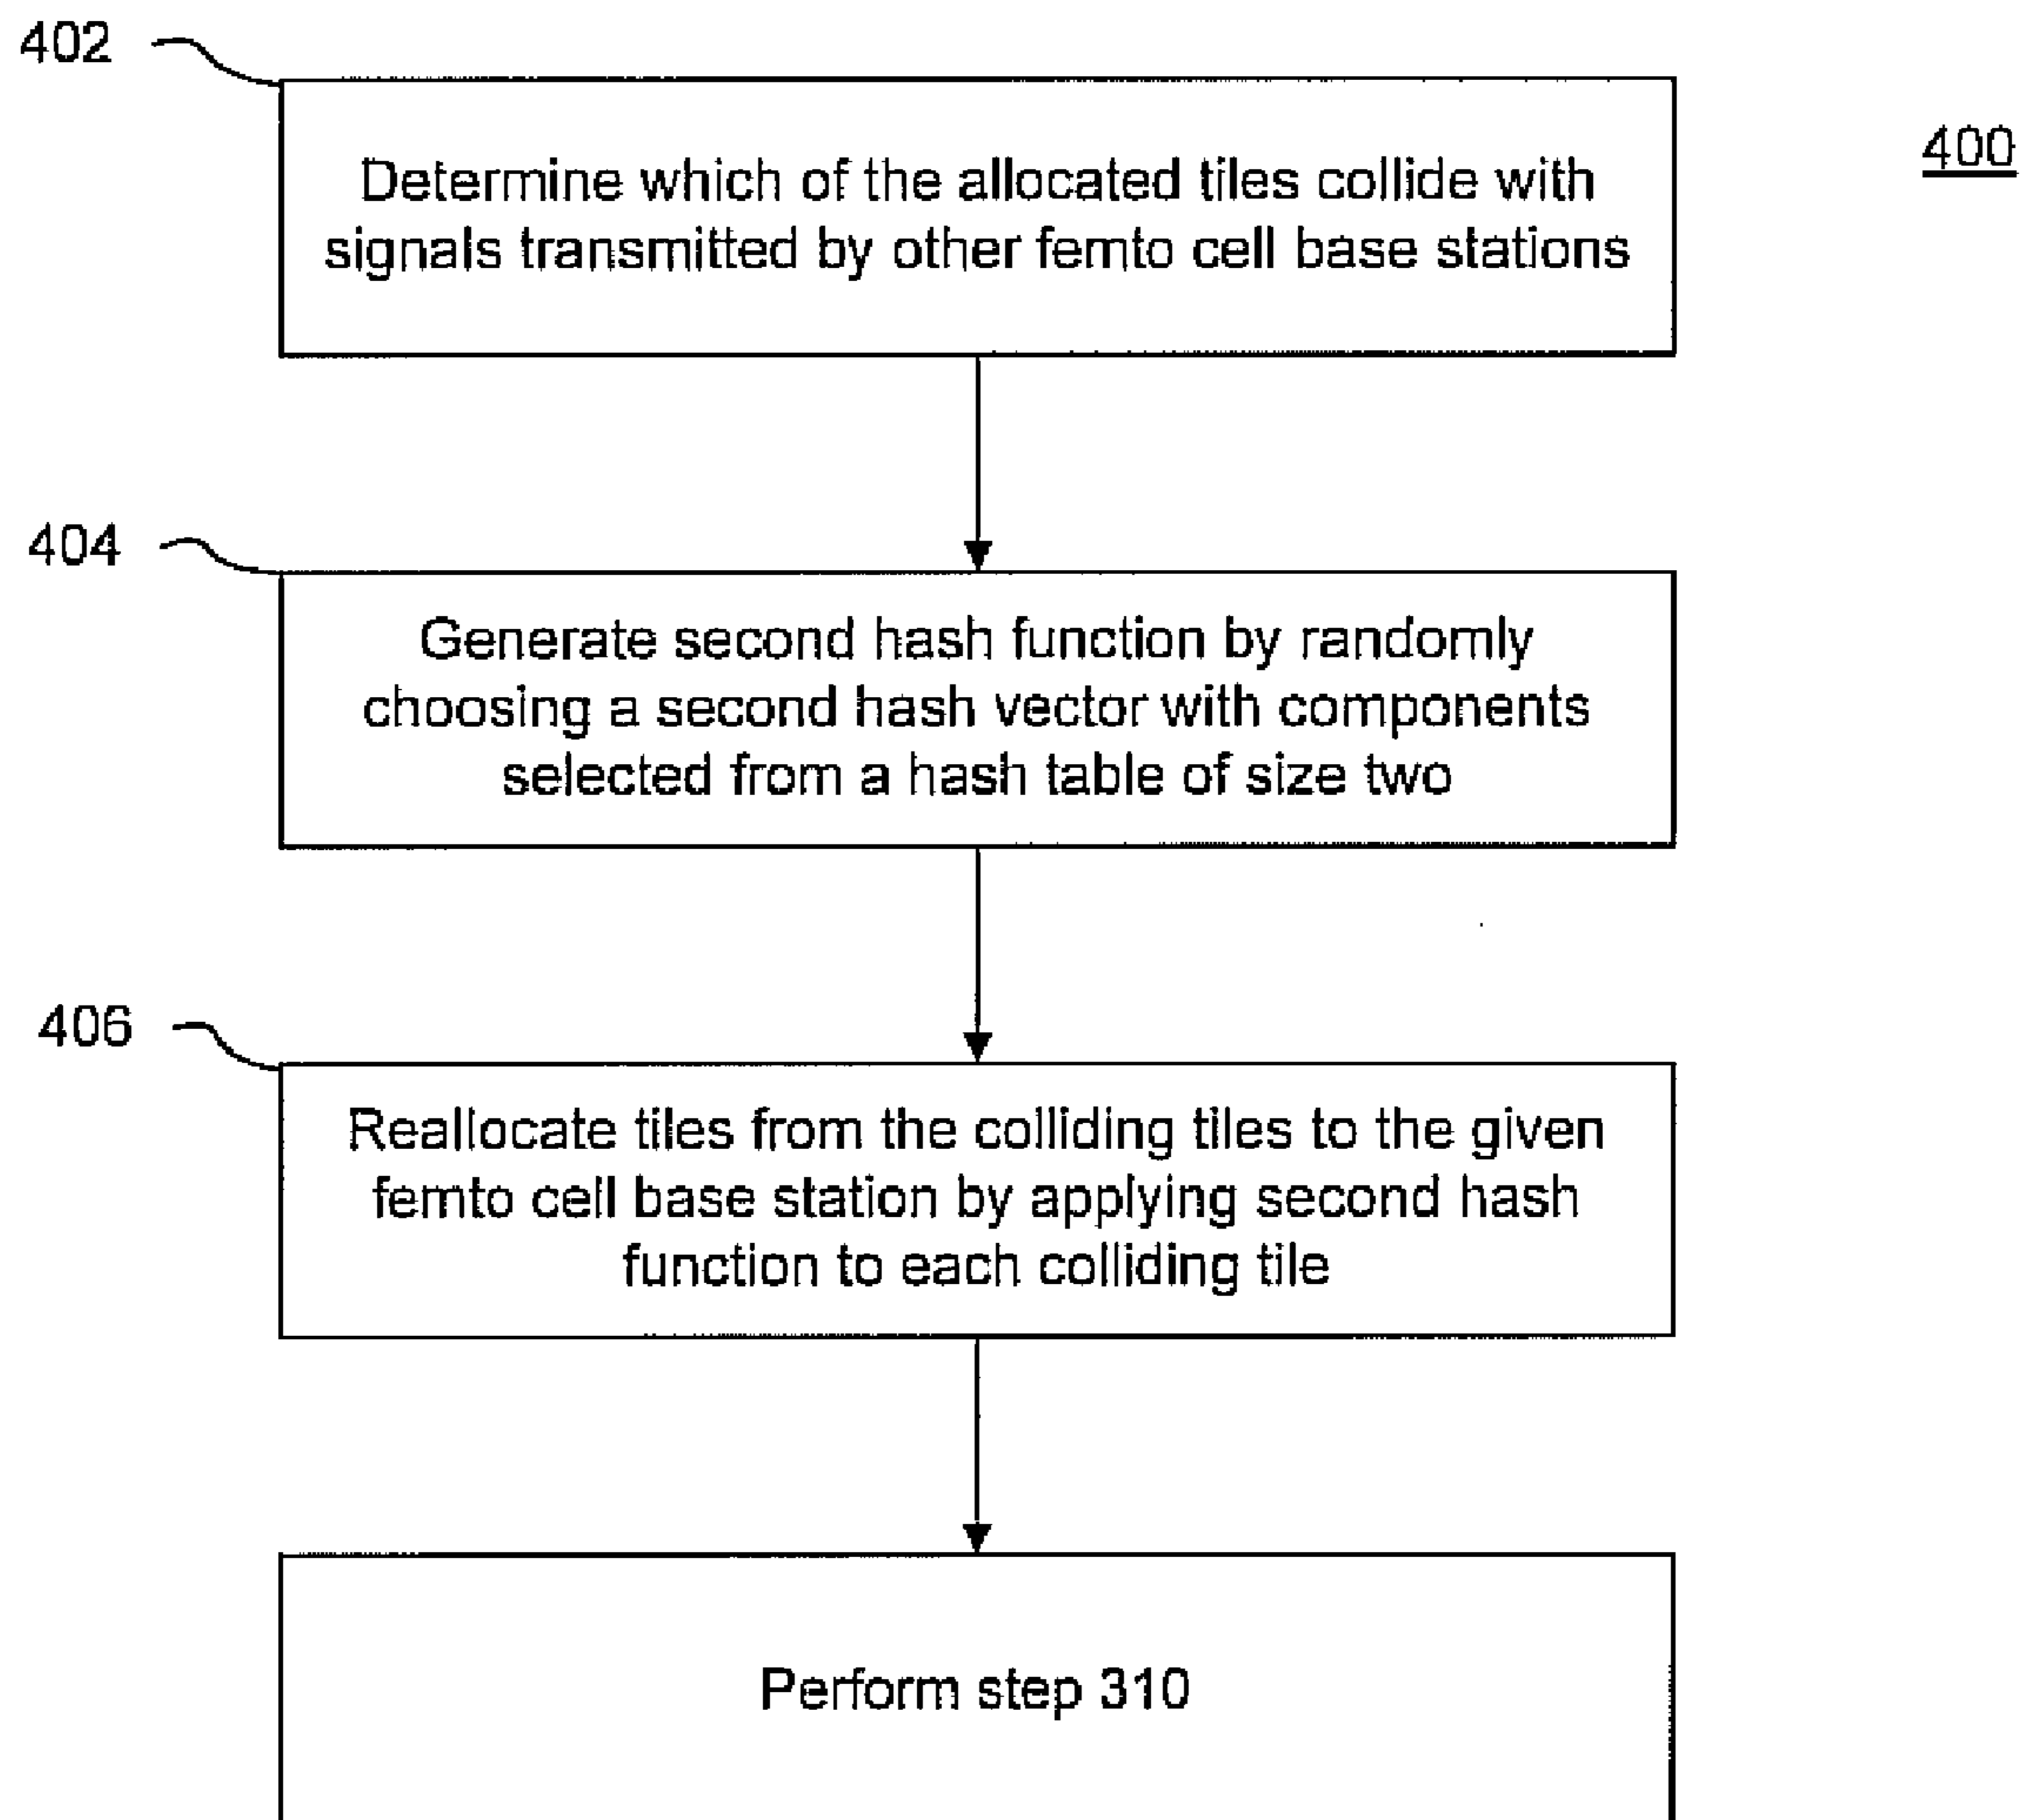 402
400
Determine which of the allocated tiles collide with
signals transmitted by other femto cell base stations
404
Generate second hash function by randomly
choosing a second hash vector with components
selected from a hash table of size two
406
Reallocate tiles from the colliding tiles to the given
femto cell base station by applying second hash
function to each colliding tile
Perform step 310